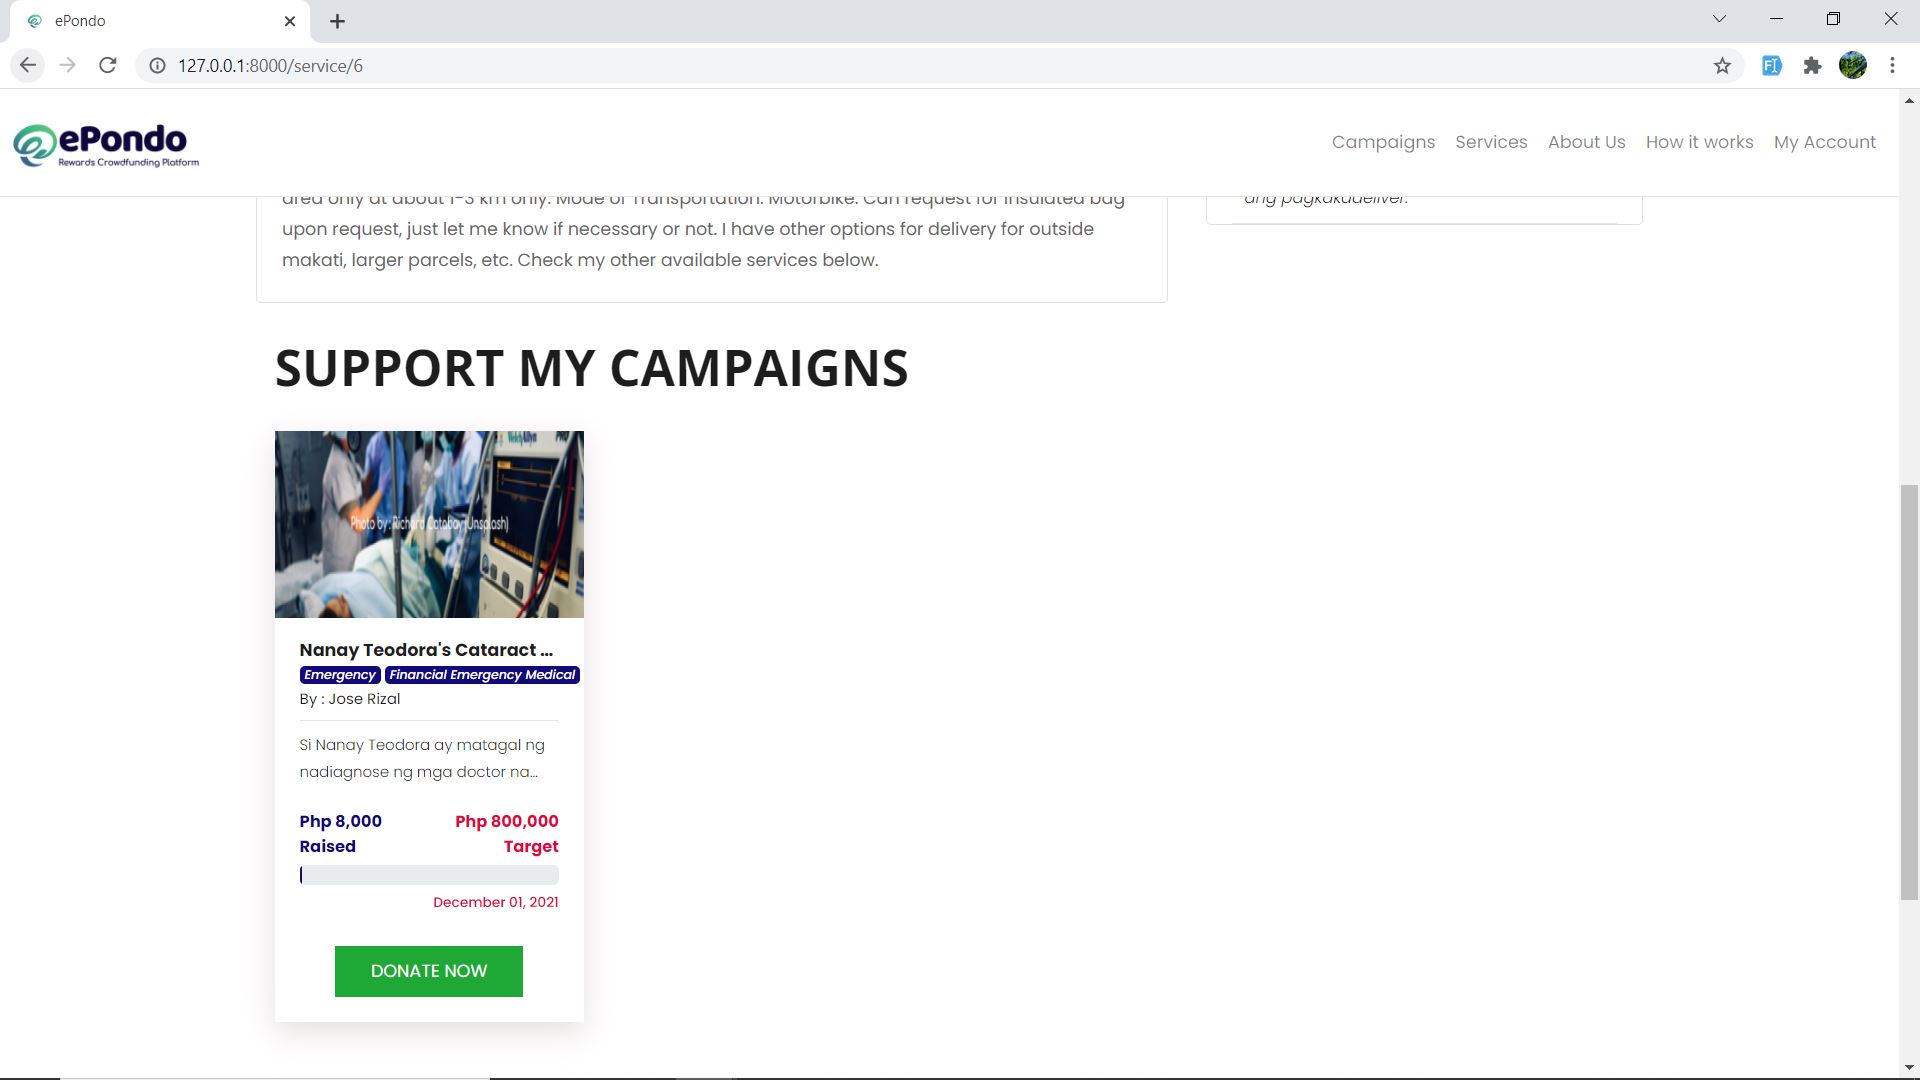 ePondo
127.0.0.1:8000/service/6
ePondo
Rewards Crowdfunding Platform
Campaigns
Services
About Us
How it works
My Account
area only at about 1-3 km only. Mode of Transportation: Motorbike. Can request for insulated bag
upon request, just let me know if necessary or not. I have other options for delivery for outside
makati, larger parcels, etc. Check my other available services below.
ang pagkakadeliver.
SUPPORT MY CAMPAIGNS
WelchAllyn
PRO
Photo by: Richard Catabay (Unsplash)
Nanay Teodora's Cataract ...
Emergency Financial Emergency Medical
By : Jose Rizal
Si Nanay Teodora ay matagal ng
nadiagnose ng mga doctor na...
Php 8,000 Php 800,000
Raised Target
December 01, 2021
DONATE NOW